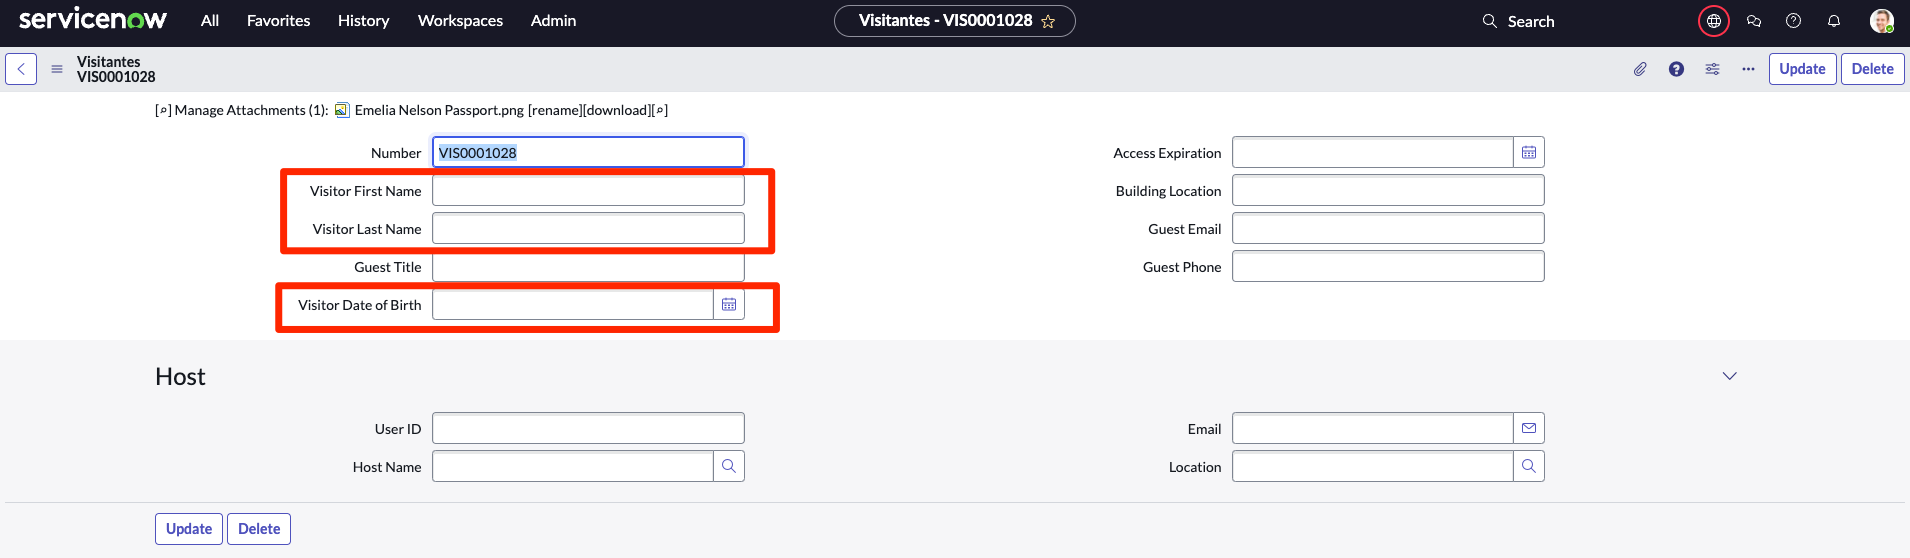 servicenow All Favorites History Workspaces Admin Visitantes - VIS0001028 Search
Visitantes
VIS0001028
Update Delete
Manage Attachments (1): Emelia Nelson Passport.png [rename][download]
Number VIS0001028
Access Expiration
Visitor First Name
Building Location
Visitor Last Name
Guest Email
Guest Title
Guest Phone
Visitor Date of Birth
Host
User ID
Email
Host Name
Location
Update Delete